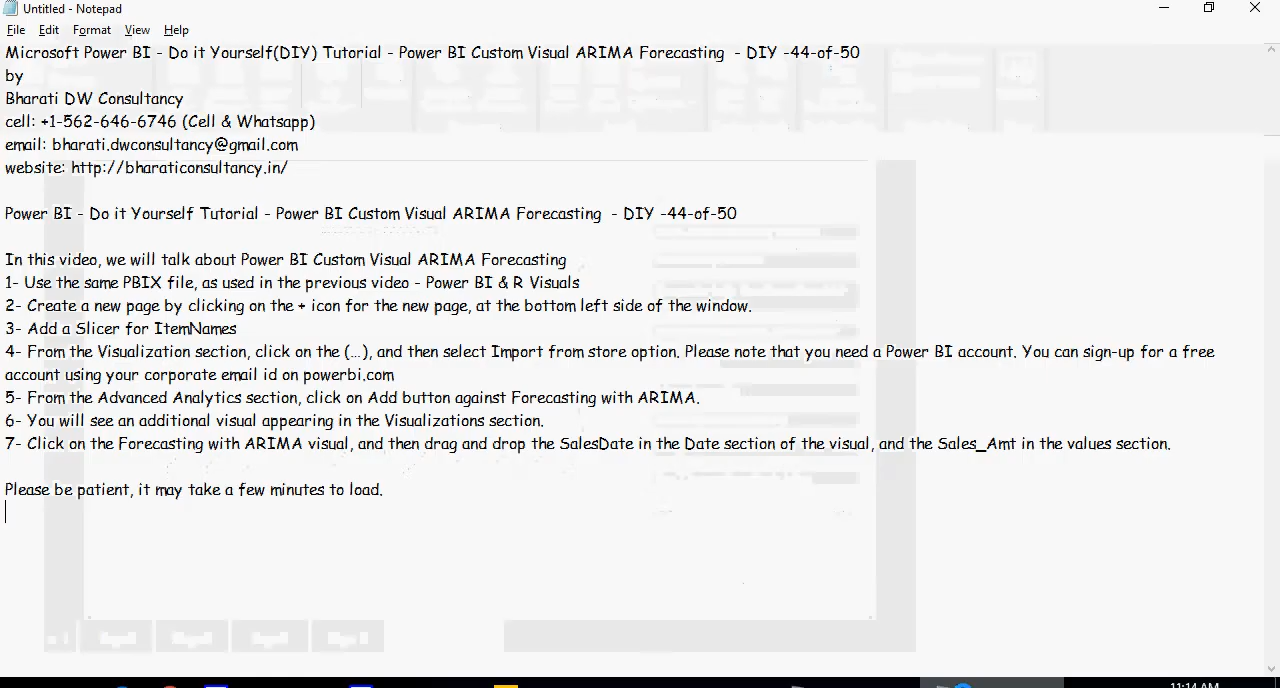 Untitled - Notepad
File Edit Format View Help
Microsoft Power BI - Do it Yourself(DIY) Tutorial - Power BI Custom Visual ARIMA Forecasting - DIY -44-of-50
by
Bharati DW Consultancy
cell: +1-562-646-6746 (Cell & Whatsapp)
email: bharati.dwconsultancy@gmail.com
website: http://bharaticonsultancy.in/
Power BI - Do it Yourself Tutorial - Power BI Custom Visual ARIMA Forecasting - DIY -44-of-50
In this video, we will talk about Power BI Custom Visual ARIMA Forecasting
1- Use the same PBIX file, as used in the previous video - Power BI & R Visuals
2- Create a new page by clicking on the + icon for the new page, at the bottom left side of the window.
3- Add a Slicer for ItemNames
4- From the Visualization section, click on the (...), and then select Import from store option. Please note that you need a Power BI account. You can sign-up for a free
account using your corporate email id on powerbi.com
5- From the Advanced Analytics section, click on Add button against Forecasting with ARIMA.
6- You will see an additional visual appearing in the Visualizations section.
7- Click on the Forecasting with ARIMA visual, and then drag and drop the SalesDate in the Date section of the visual, and the Sales_Amt in the values section.
Please be patient, it may take a few minutes to load.
11:14 AM